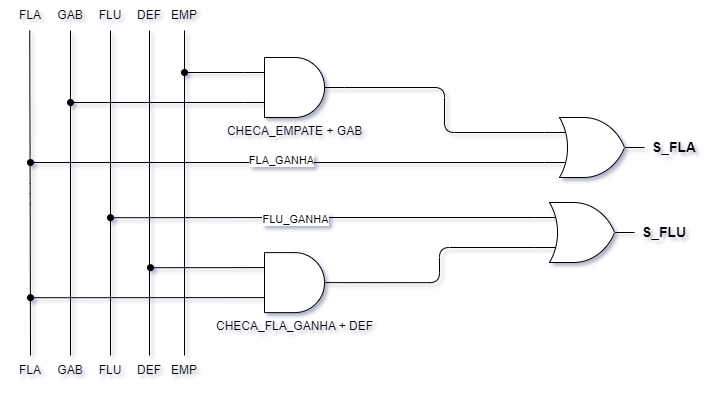 FLA GAB FLU DEF EMP
CHECA_EMPATE + GAB
FLA_GANHA
S_FLA
FLU_GANHA
S_FLU
CHECA_FLA_GANHA + DEF
FLA GAB FLU DEF EMP